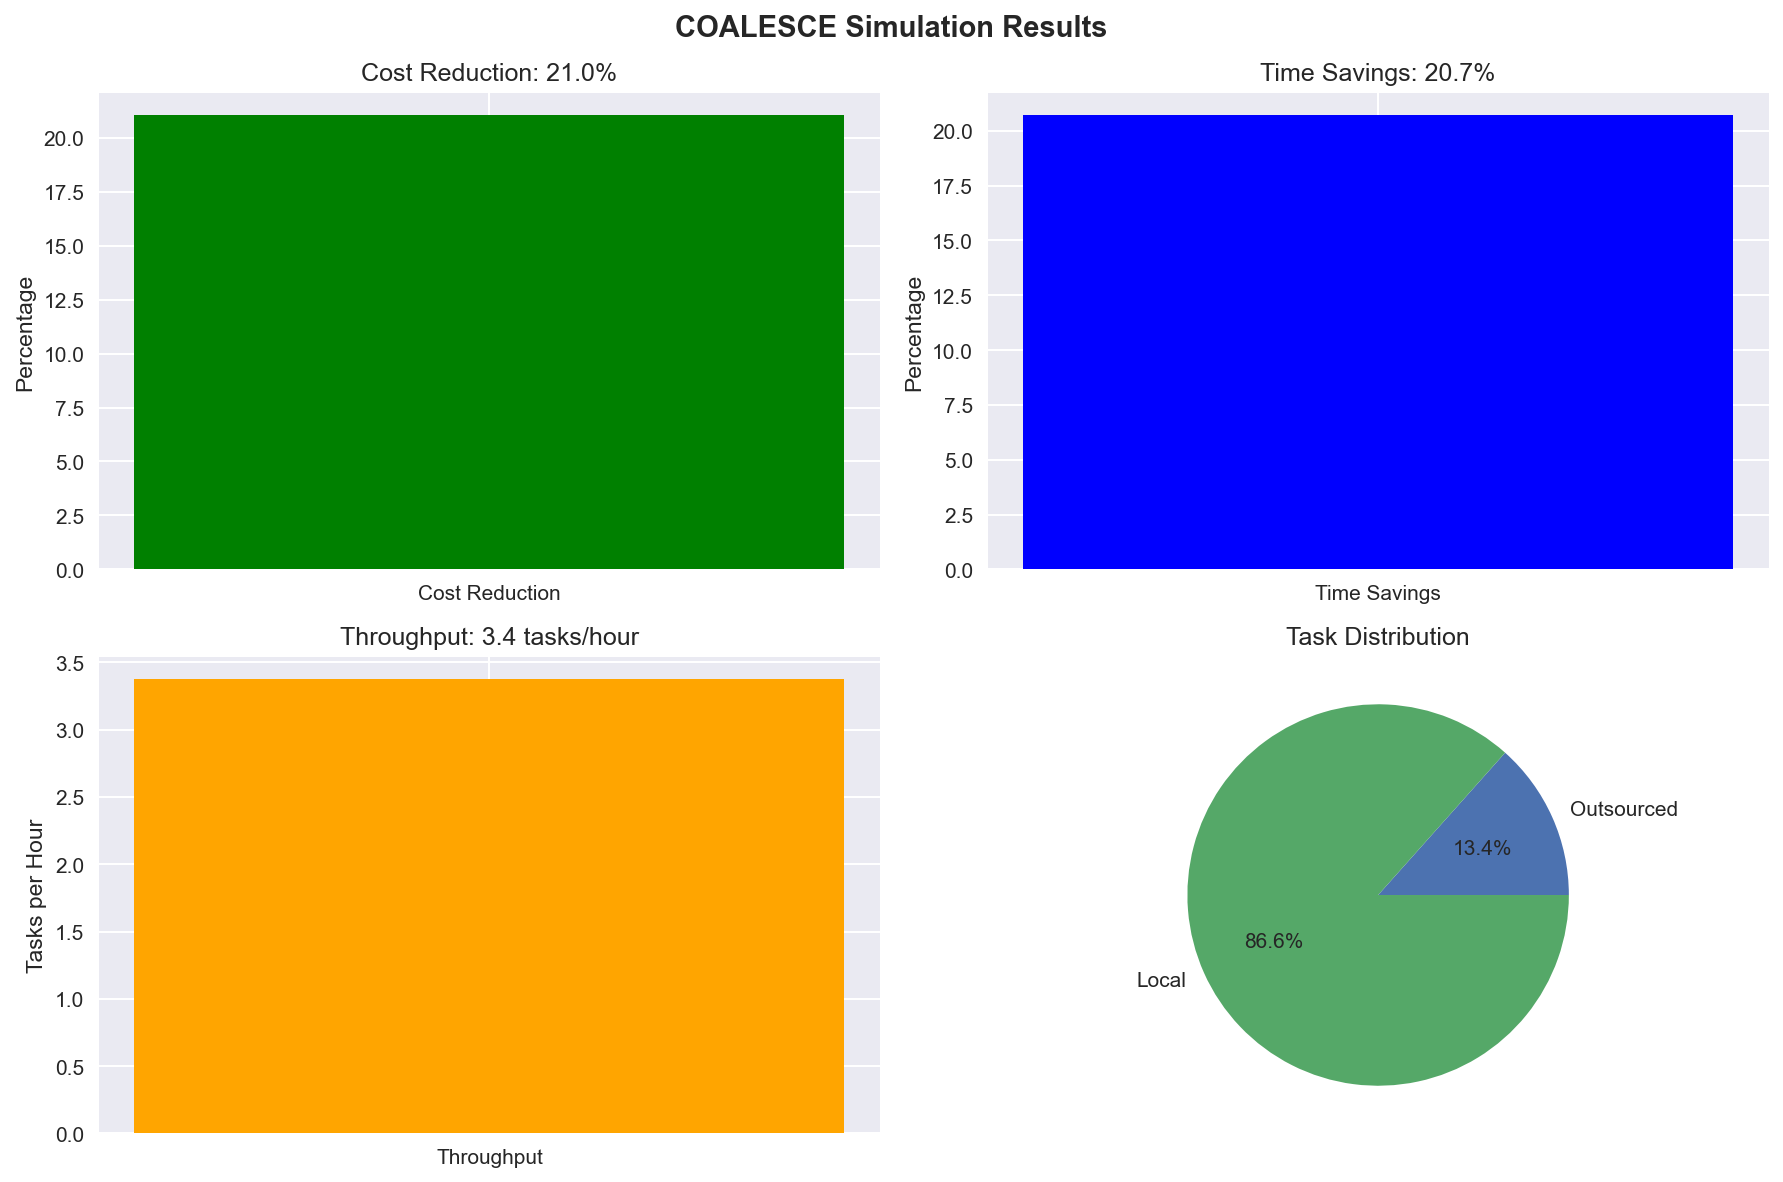 COALESCE Simulation Results
Cost Reduction: 21.0%
Percentage
20.0
17.5
15.0
12.5
10.0
7.5
5.0
2.5
0.0
Cost Reduction
Time Savings: 20.7%
Percentage
20.0
17.5
15.0
12.5
10.0
7.5
5.0
2.5
0.0
Time Savings
Throughput: 3.4 tasks/hour
Tasks per Hour
3.5
3.0
2.5
2.0
1.5
1.0
0.5
0.0
Throughput
Task Distribution
Outsourced
13.4%
86.6%
Local